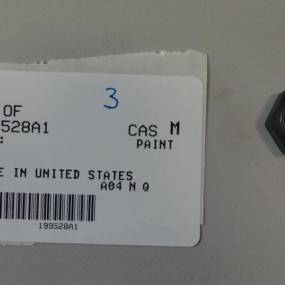 3
OF
528A1
CAS M
:
PAINT
E IN UNITED STATES
A04 N Q
199528A1